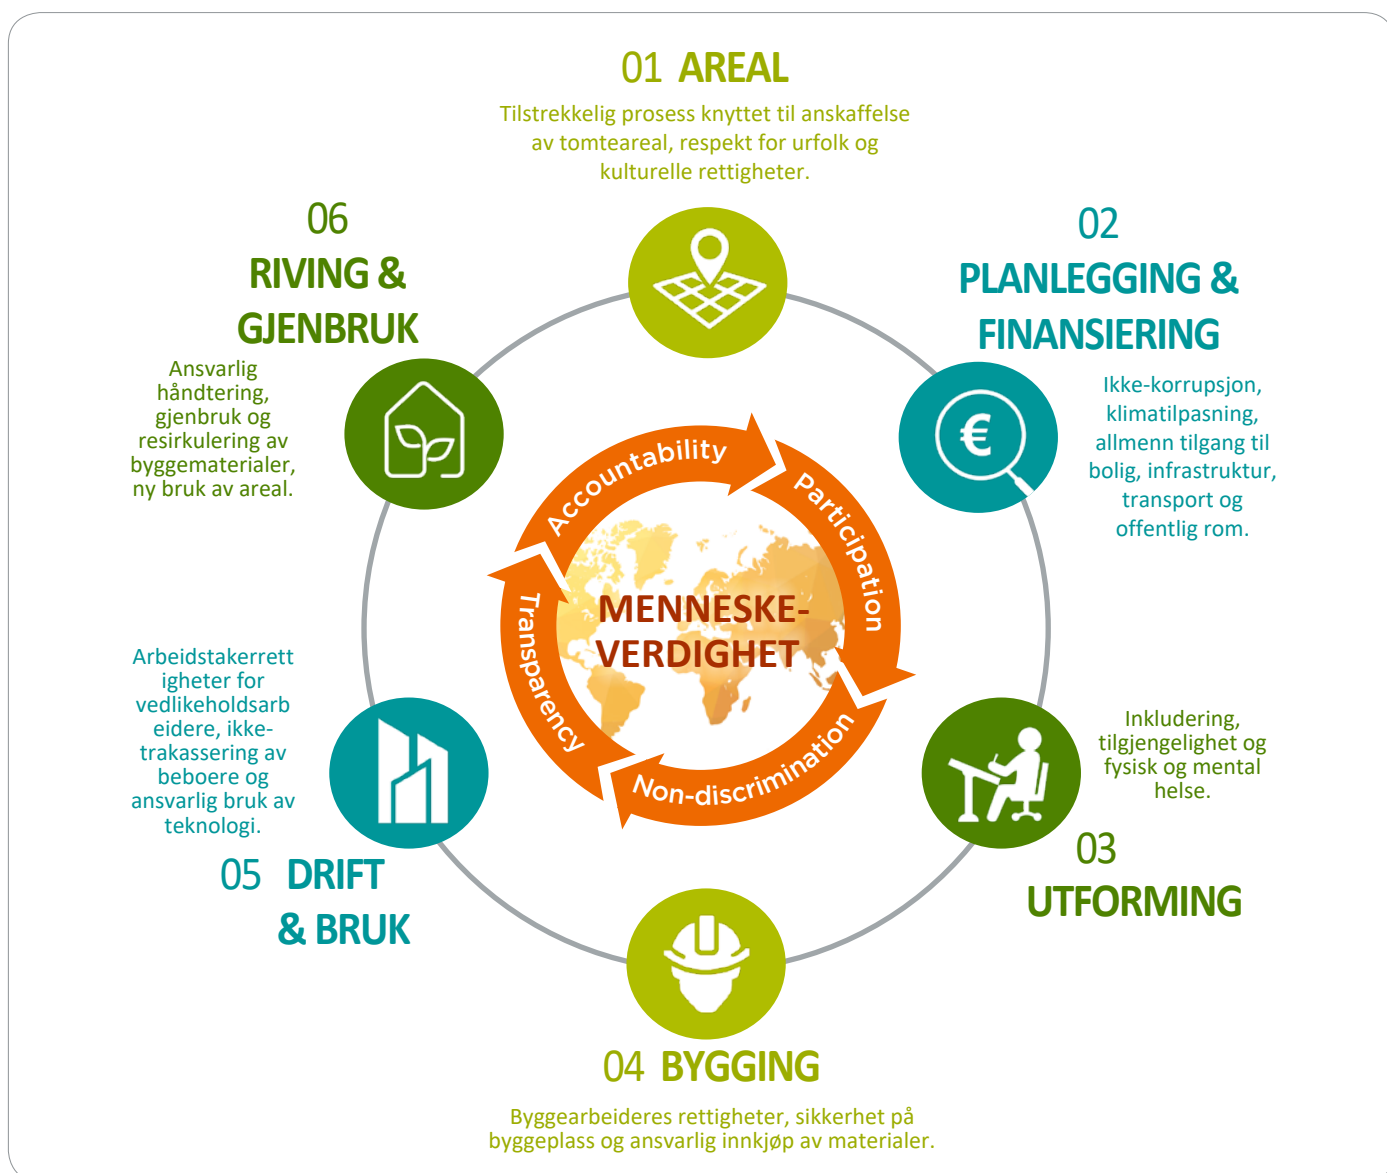 01 AREAL
Tilstrekkelig prosess knyttet til anskaffelse
av tomteareal, respekt for urfolk og
kulturelle rettigheter.
02
PLANLEGGING &
FINANSIERING
Ikke-korrupsjon,
klimatilpasning,
allmenn tilgang til
bolig, infrastruktur,
transport og
offentlig rom.
€
Inkludering,
tilgjengelighet og
fysisk og mental
helse.
03
UTFORMING
04 BYGGING
Byggearbeideres rettigheter, sikkerhet på
byggeplass og ansvarlig innkjøp av materialer.
Arbeidstakerrett
igheter for
vedlikeholdsarb
eidere, ikke-
trakassering av
beboere og
ansvarlig bruk av
teknologi.
05 DRIFT
& BRUK
06
RIVING &
GJENBRUK
Ansvarlig
håndtering,
gjenbruk og
resirkulering av
byggematerialer,
ny bruk av areal.
Accountability
Participation
Non-discrimination
Transparency
MENNESKE-
VERDIGHET